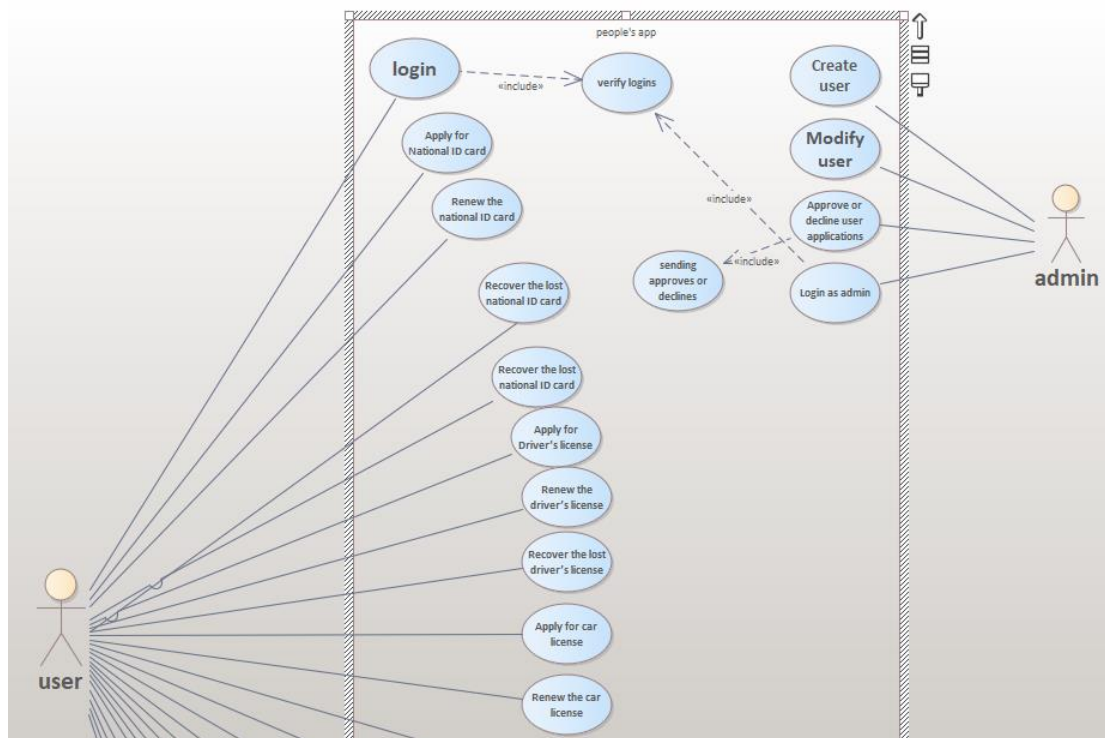 people's app
login
«include»
verify logins
Create
user
Apply for
National ID card
Modify
user
Renew the
national ID card
«include»
Approve or
decline user
applications
«include»
sending
approves or
declines
Login as admin
admin
Recover the lost
national ID card
Recover the lost
national ID card
Apply for
Driver's license
Renew the
driver's license
Recover the lost
driver's license
Apply for car
license
user
Renew the car
license